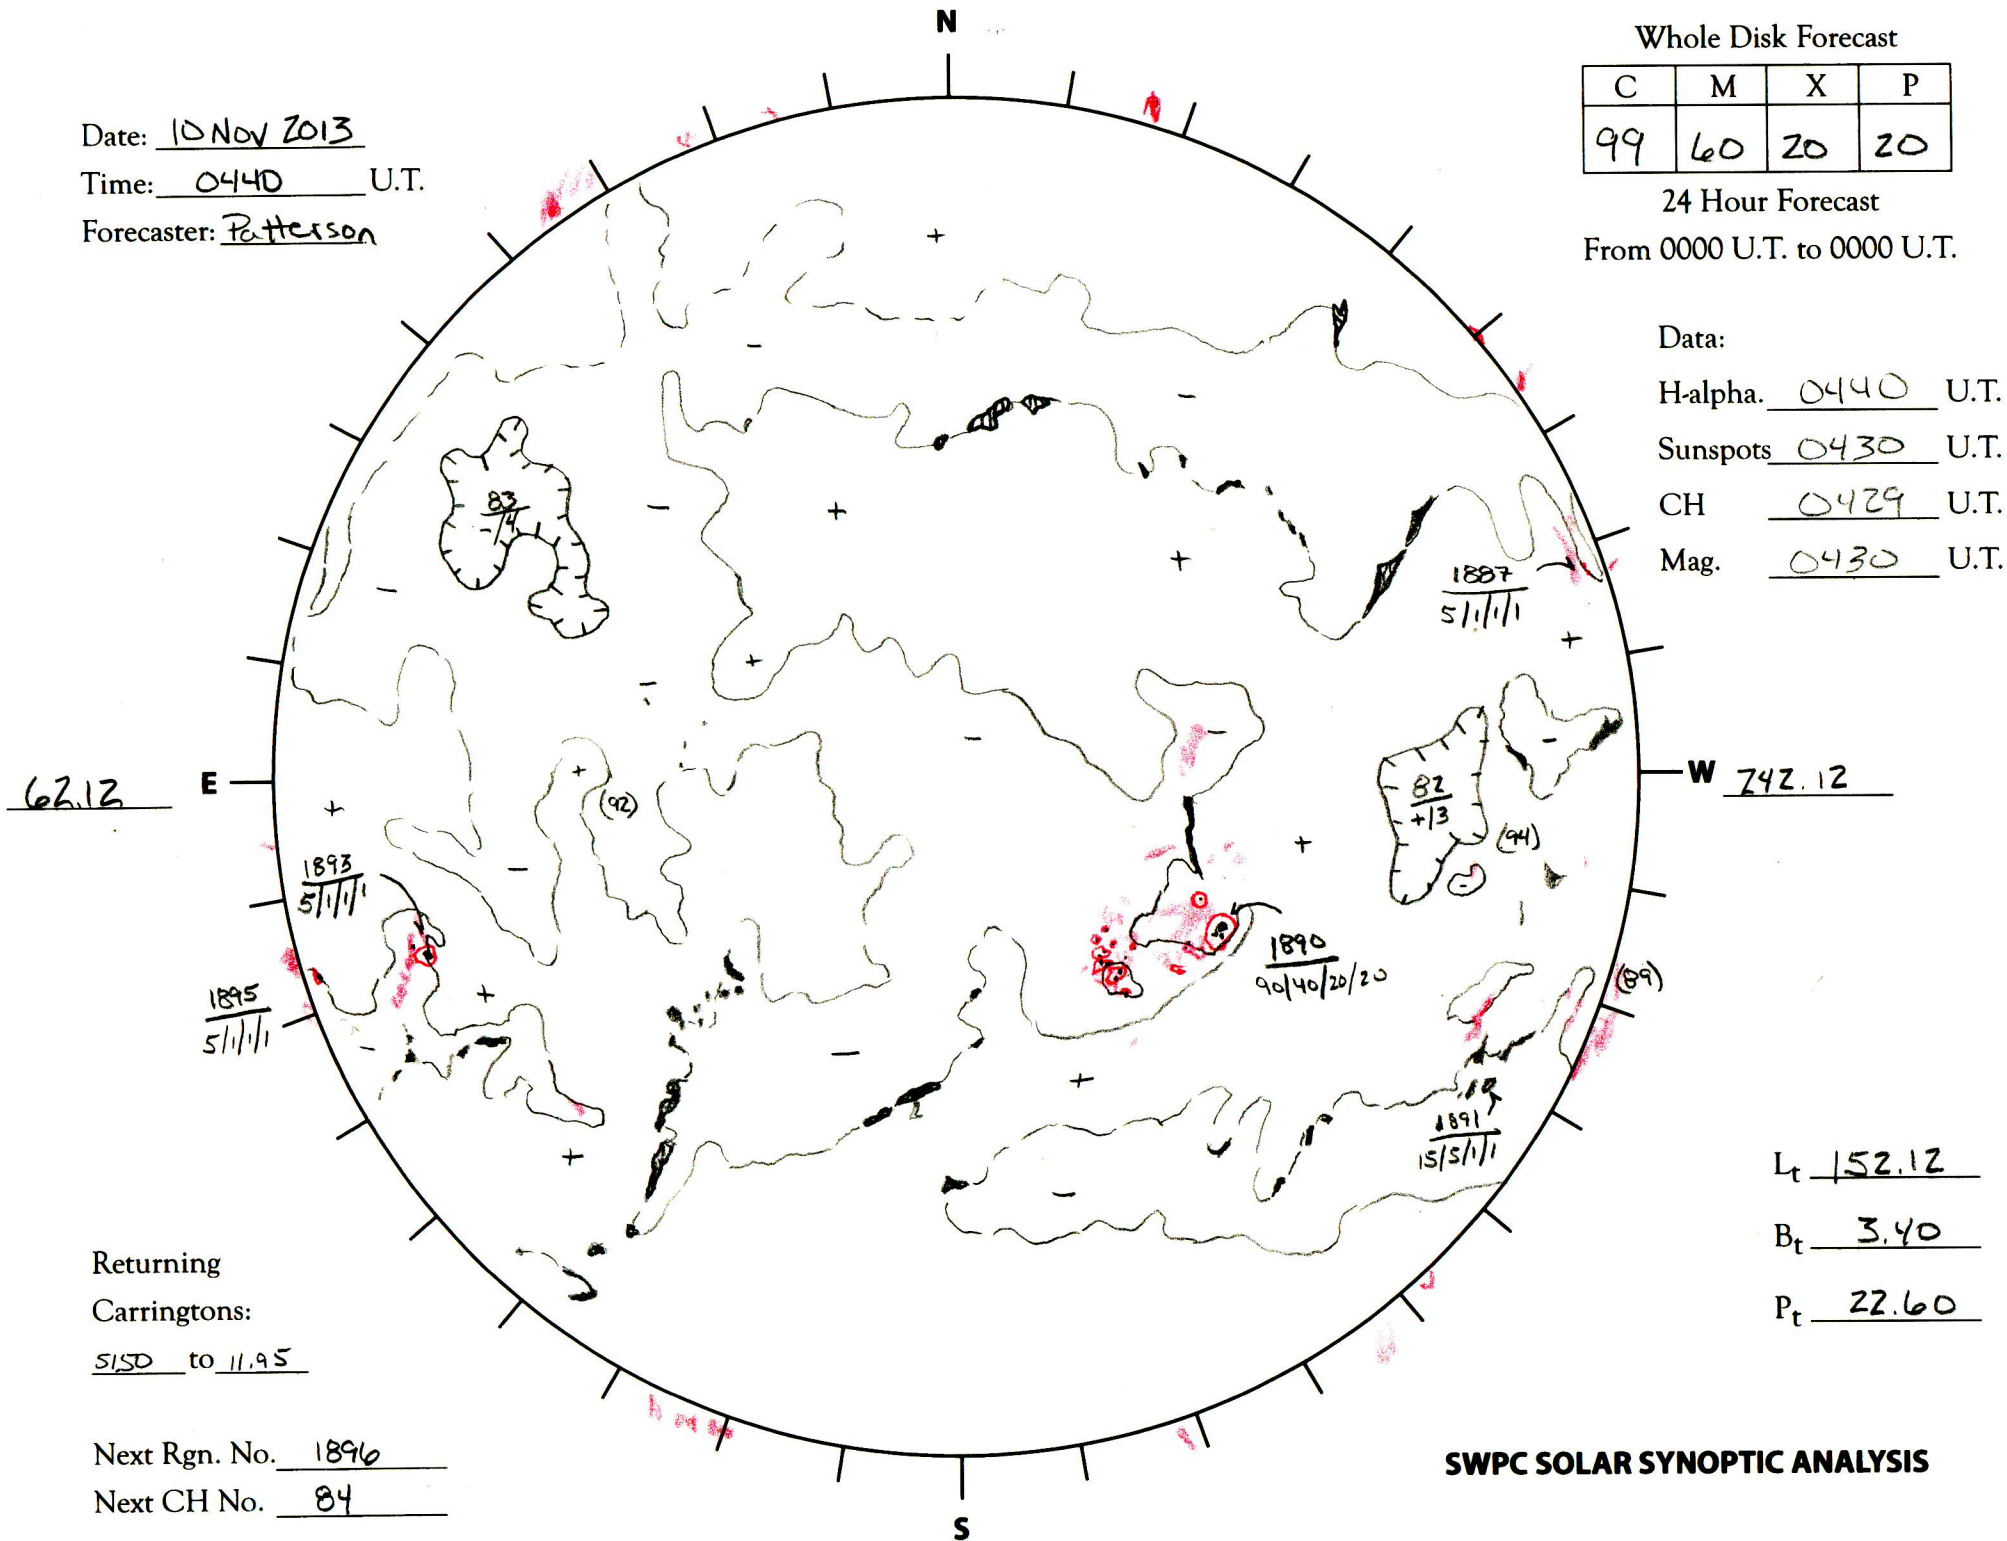 N
Whole Disk Forecast
C M X P
99 60 20 20
24 Hour Forecast
From 0000 U.T. to 0000 U.T.
Date: 10 Nov 2013
Time: 0440 U.T.
Forecaster: Patterson
Data:
H-alpha. 0440 U.T.
Sunspots 0430 U.T.
CH 0429 U.T.
Mag. 0430 U.T.
+
-
-
83
-/4
-
+
+
-
1887
5/1/1/1
+
+
-
-
-
-
62.12 E
W 242.12
+
+
(92)
82
+13
(94)
+
-
-
1893
5/1/1/1
1890
90/40/20/20
(89)
1895
5/1/1/1
+
-
-
+
1891
15/5/1/1
+
-
Lt 152.12
Bt 3.40
Pt 22.60
Returning
Carringtons:
5150 to 11.95
Next Rgn. No. 1896
Next CH No. 84
SWPC SOLAR SYNOPTIC ANALYSIS
S